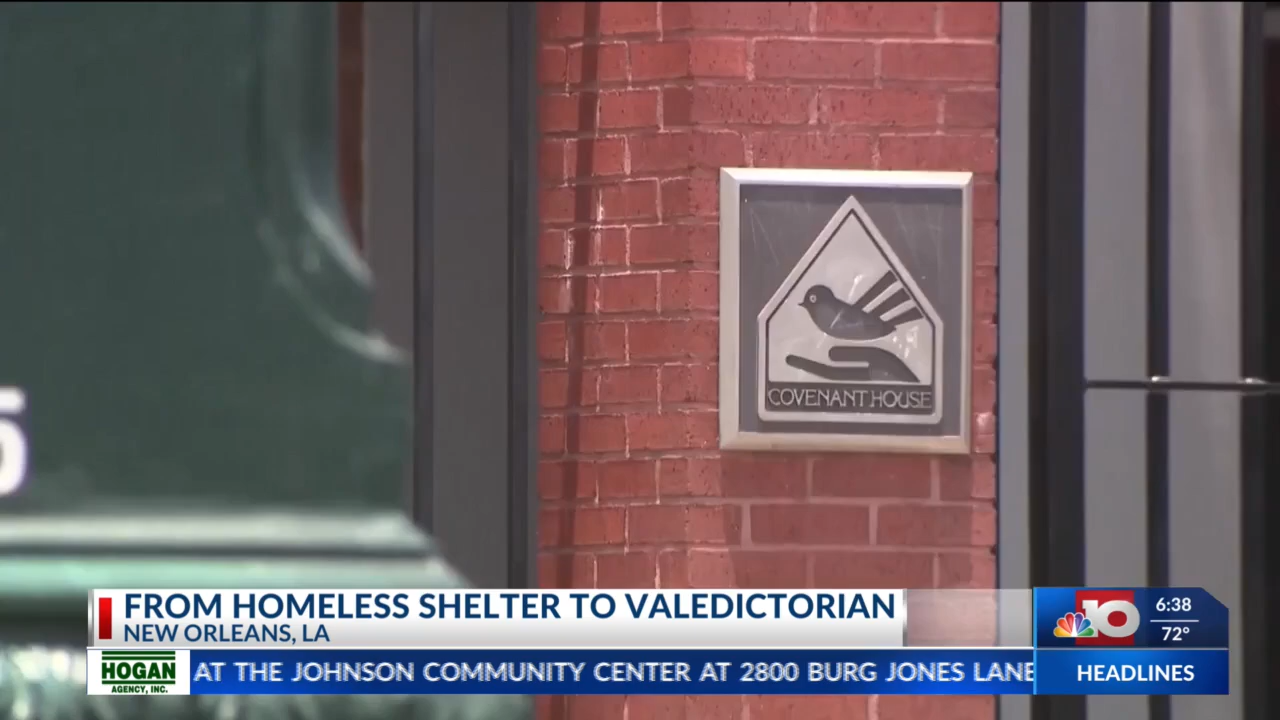 COVENANT HOUSE
FROM HOMELESS SHELTER TO VALEDICTORIAN
NEW ORLEANS, LA
10
6:38
72°
HOGAN
AGENCY, INC.
AT THE JOHNSON COMMUNITY CENTER AT 2800 BURG JONES LANE
HEADLINES